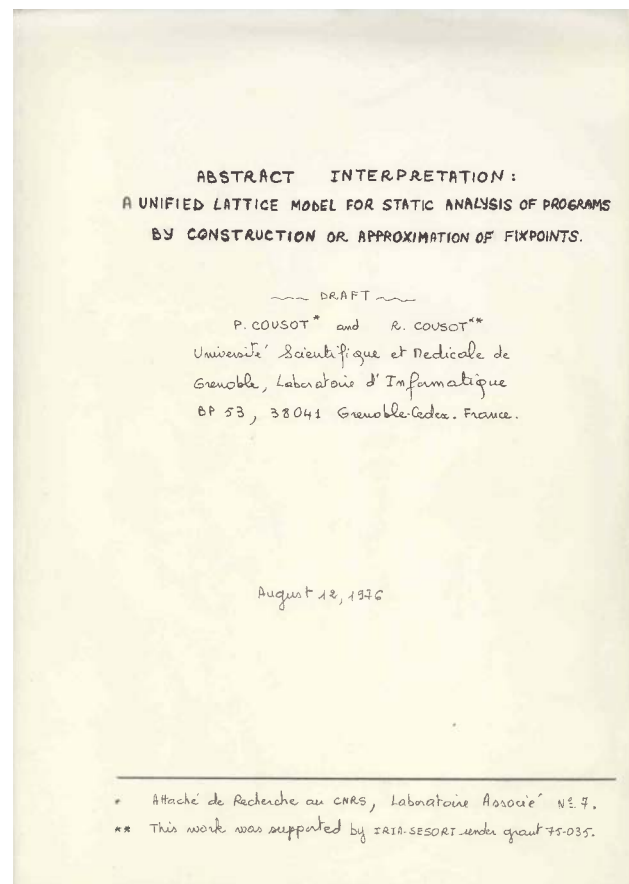 ABSTRACT INTERPRETATION :
A UNIFIED LATTICE MODEL FOR STATIC ANALYSIS OF PROGRAMS
BY CONSTRUCTION OR APPROXIMATION OF FIXPOINTS.
~~ DRAFT ~~
P. COUSOT* and R. COUSOT**
Université Scientifique et Medicale de
Grenoble, Laboratoire d'Informatique
BP 53, 38041 Grenoble-Cedex. France.
August 12, 1976
* Attaché de Recherche au CNRS, Laboratoire Associé N° 7.
** This work was supported by IRIA-SESORI under grant 75-035.